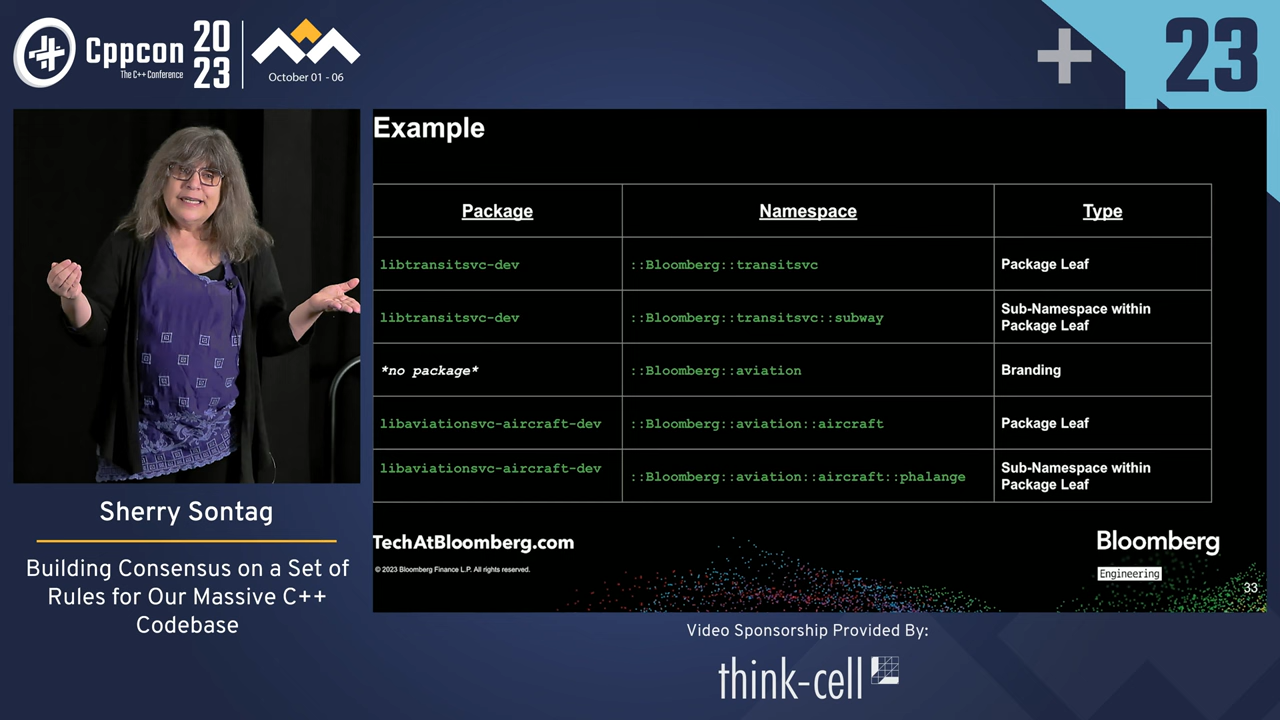 Cppcon
The C++ Conference
20
23
October 01 - 06
23
Example
Package Namespace Type
libtransitsvc-dev ::Bloomberg::transitsvc Package Leaf
libtransitsvc-dev ::Bloomberg::transitsvc::subway Sub-Namespace within
Package Leaf
*no package* ::Bloomberg::aviation Branding
libaviationsvc-aircraft-dev ::Bloomberg::aviation::aircraft Package Leaf
libaviationsvc-aircraft-dev ::Bloomberg::aviation::aircraft::phalange Sub-Namespace within
Package Leaf
TechAtBloomberg.com
© 2023 Bloomberg Finance L.P. All rights reserved.
Bloomberg
Engineering
33
Sherry Sontag
Building Consensus on a Set of
Rules for Our Massive C++
Codebase
Video Sponsorship Provided By:
think-cell